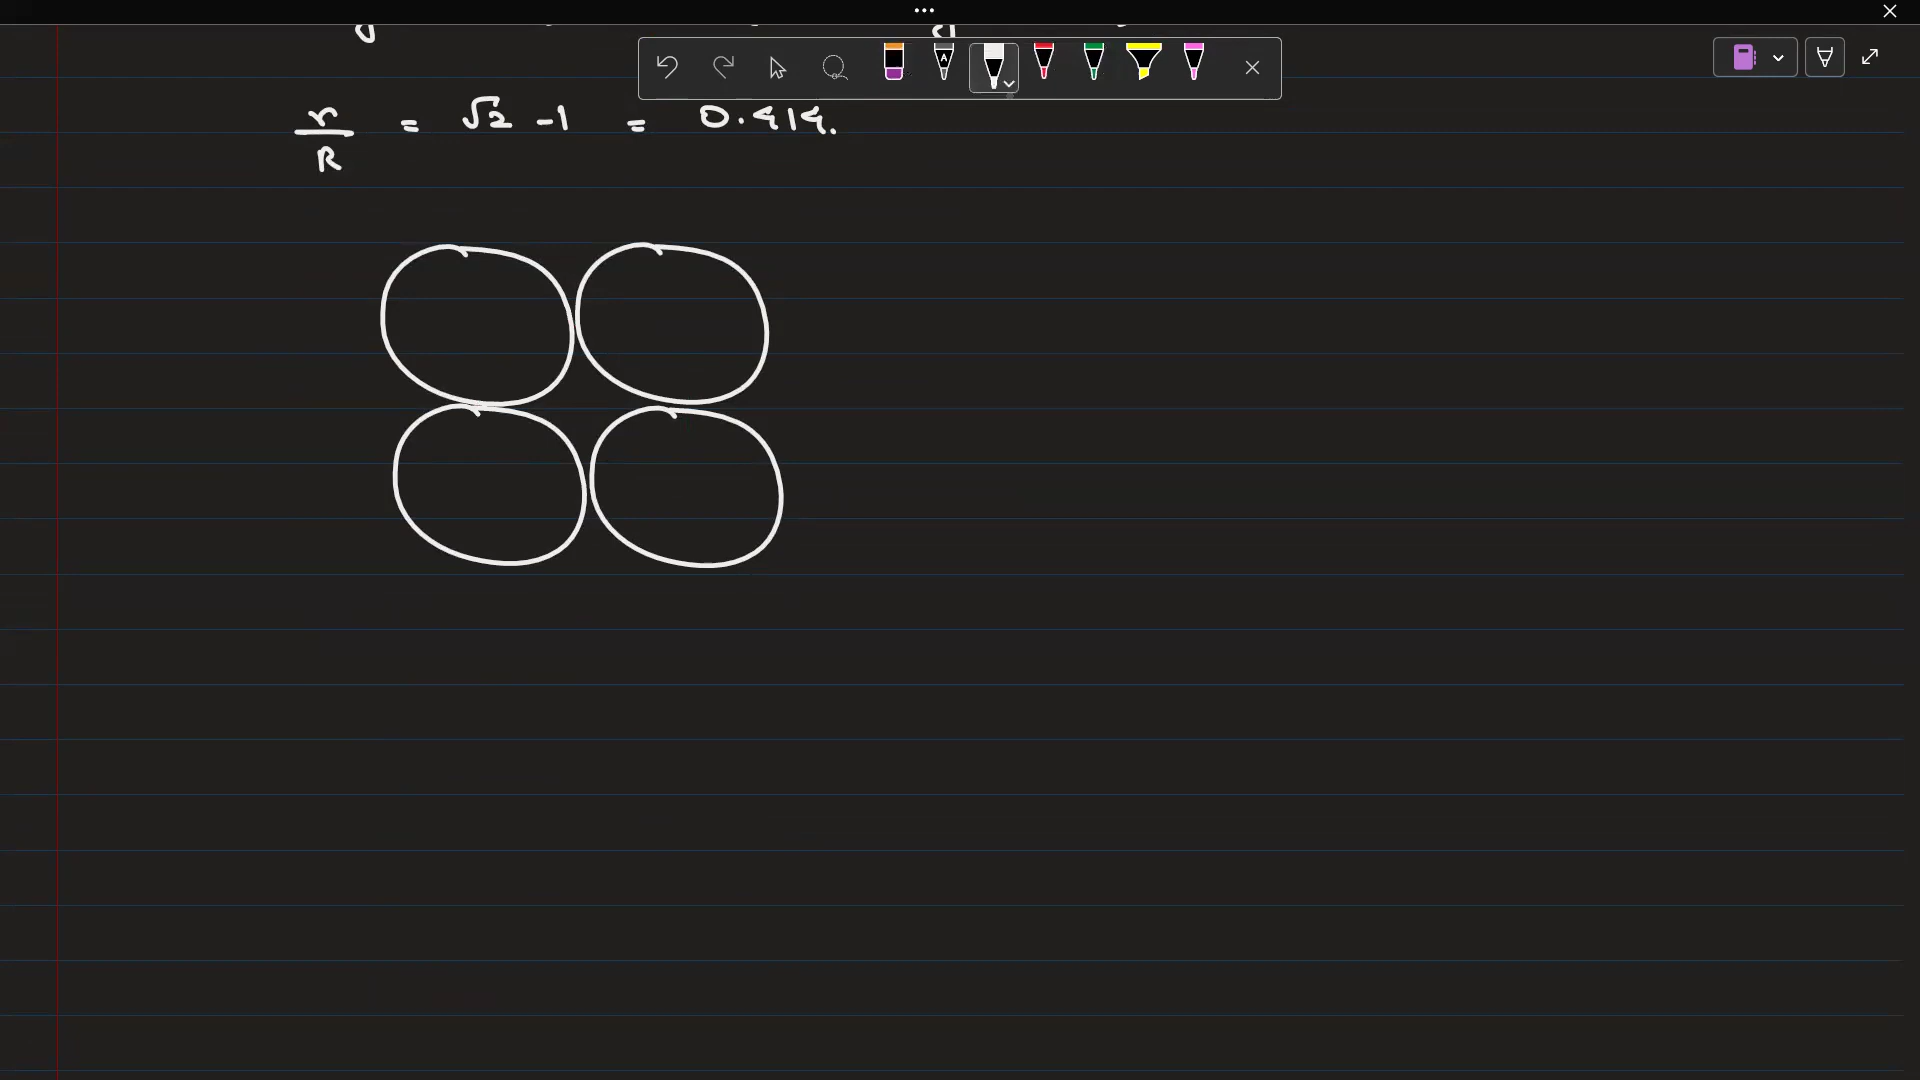 r/R = √2 - 1 = 0.414.